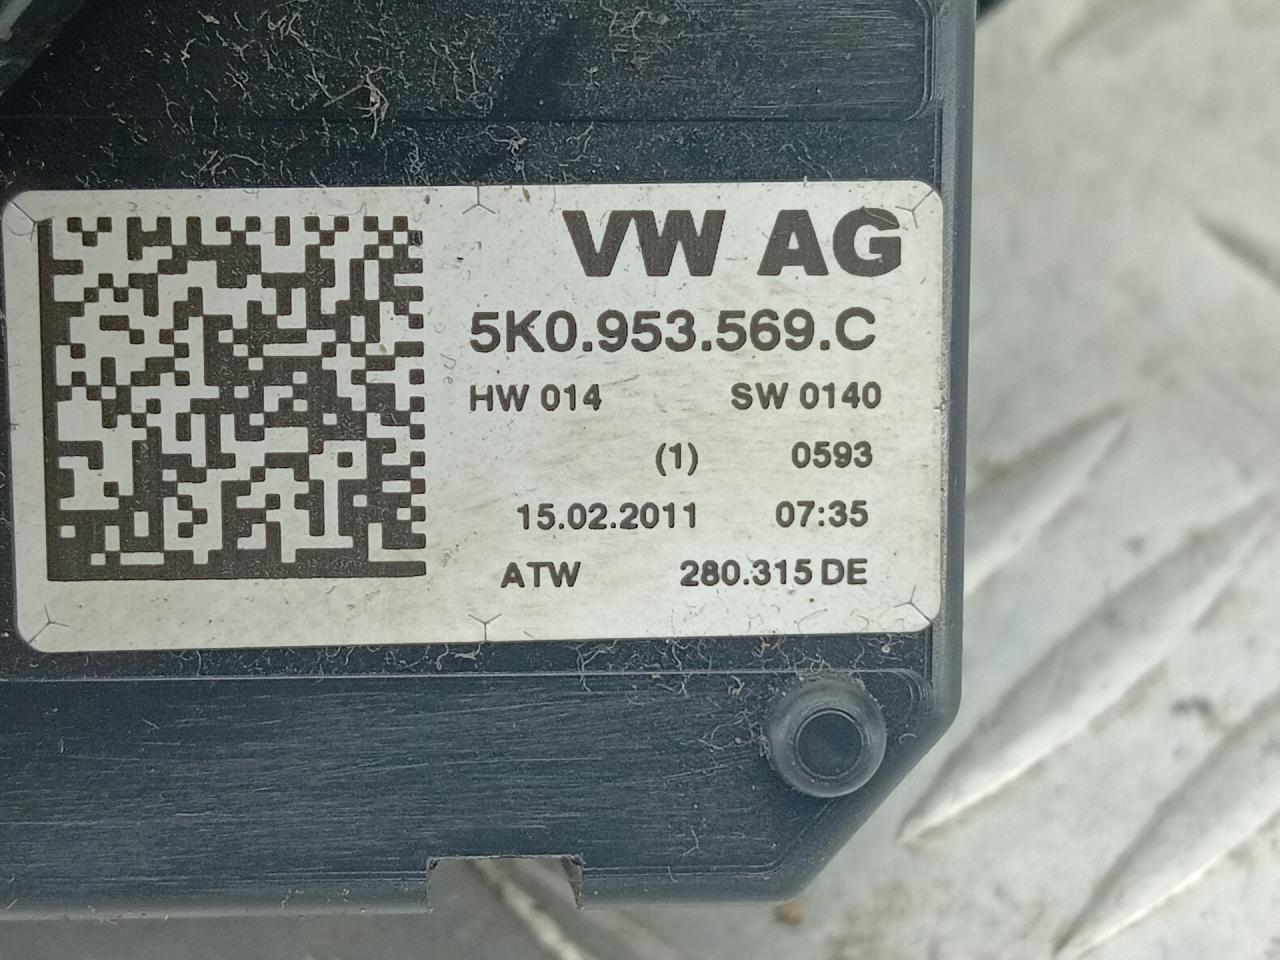 VW AG
5K0.953.569.C
HW 014 SW 0140
(1) 0593
15.02.2011 07:35
ATW 280.315 DE